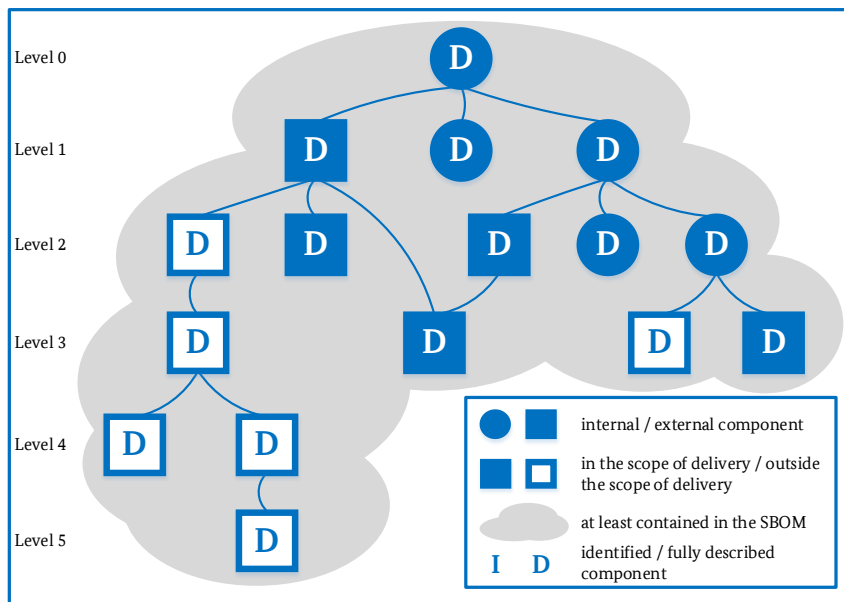 Level 0
D
Level 1
D
D
D
Level 2
D
D
D
D
D
Level 3
D
D
D
D
Level 4
D
D
Level 5
D
internal / external component
in the scope of delivery / outside
the scope of delivery
at least contained in the SBOM
I D
identified / fully described
component